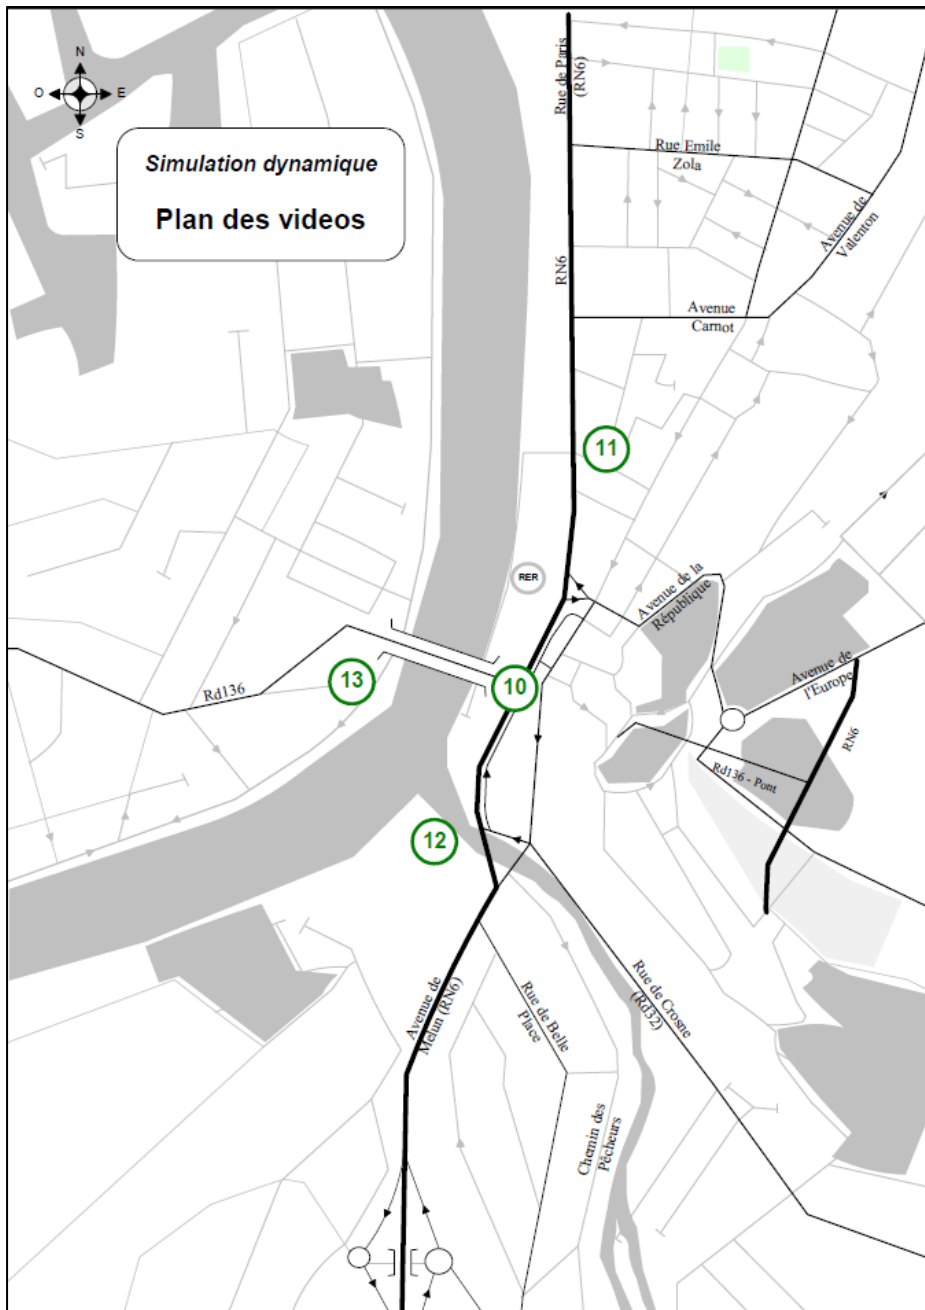 N
O
E
S
Simulation dynamique
Plan des videos
Rue de Paris
(RN6)
Rue Emile
Zola
Avenue de
Valenton
RN6
Avenue
Carnot
11
RER
Avenue de la
République
13
Rd136
10
Avenue de
l'Europe
RN6
Rd136 - Pont
12
Avenue de
Melun (RN6)
Rue de Belle
Place
Rue de Crosne
(Rd32)
Chemin des
Pêcheurs